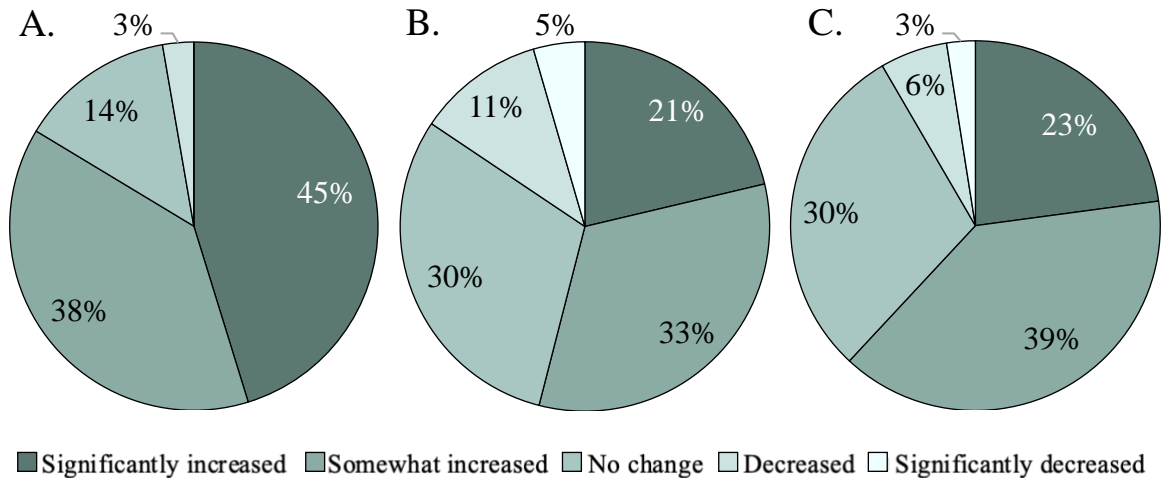 A. 3% B. 5% C. 3%
14% 11% 21% 6% 23%
45%
30%
30%
38% 33% 39%
Significantly increased Somewhat increased No change Decreased Significantly decreased